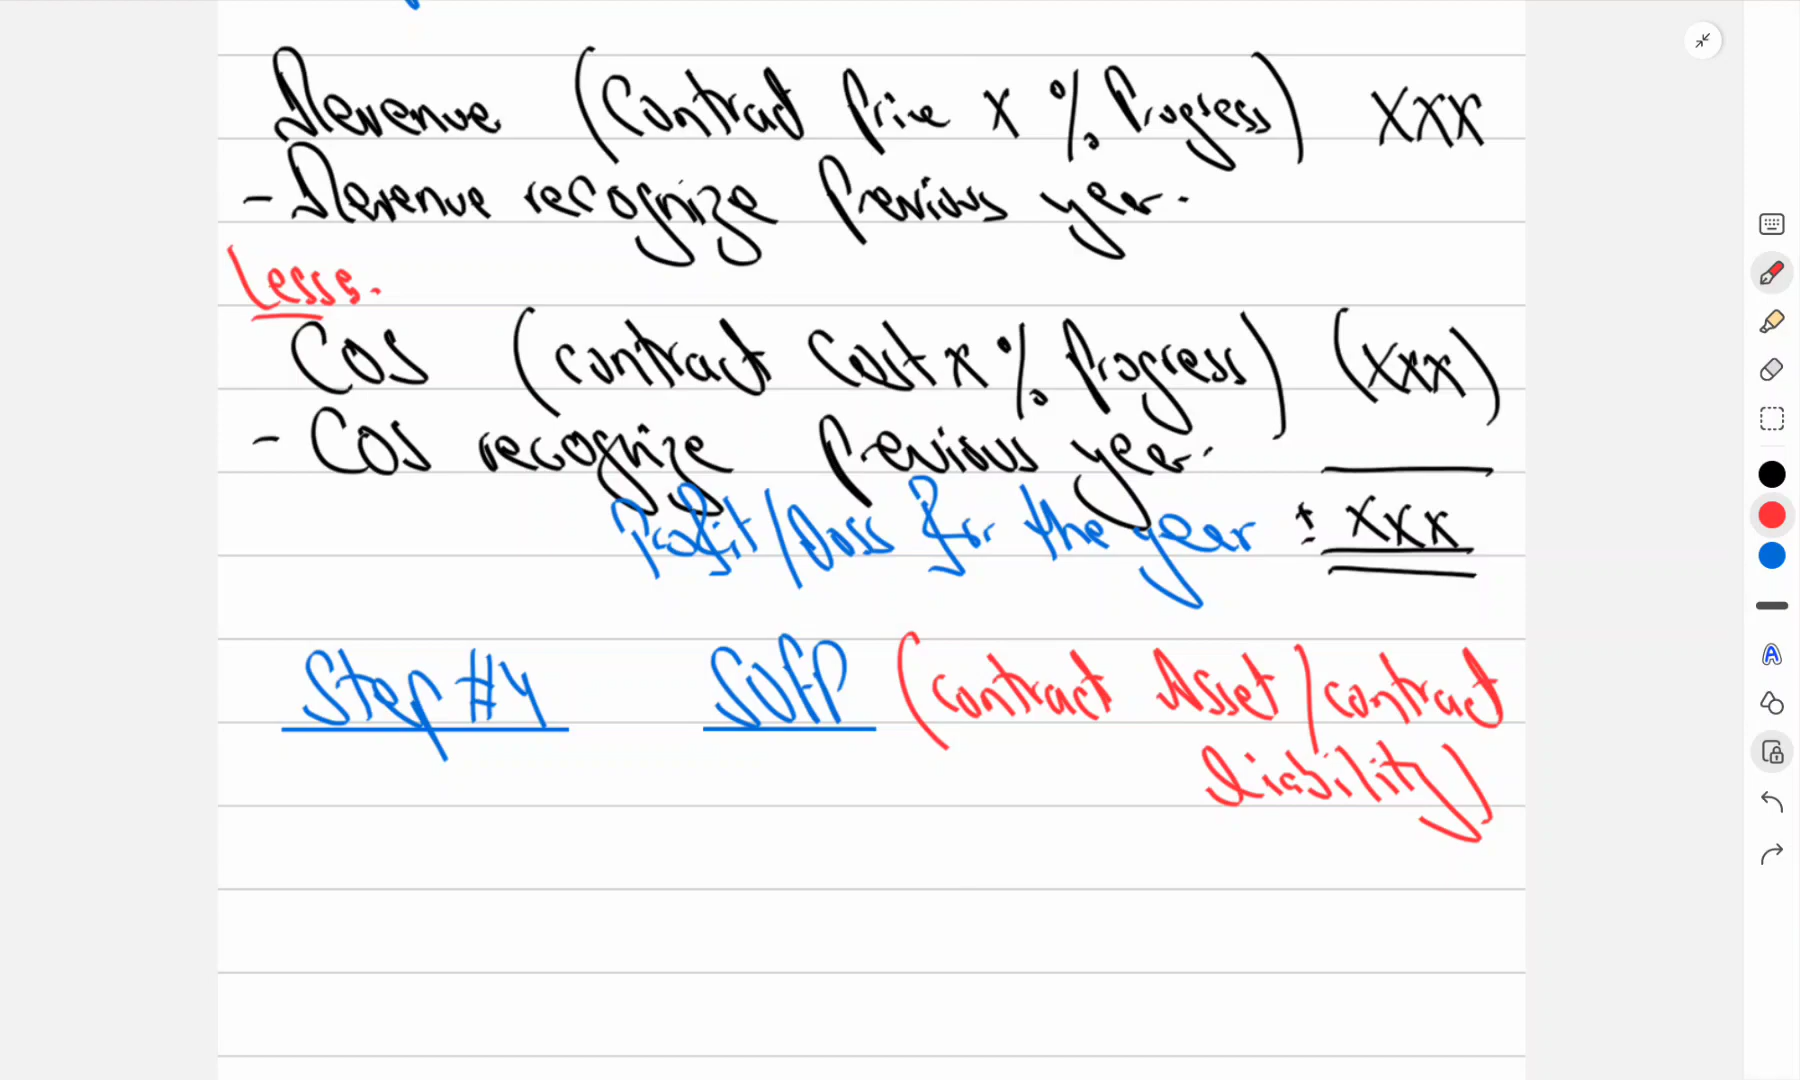 Revenue (Contract Price x % Progress) xxx
- Revenue recognize Previous year.
Less.
COS (contract Cost x % Progress) (xxx)
- COS recognize Previous year.
Profit/loss for the year ± xxx
Step #4 SOFP (contract Asset/contract
liability)